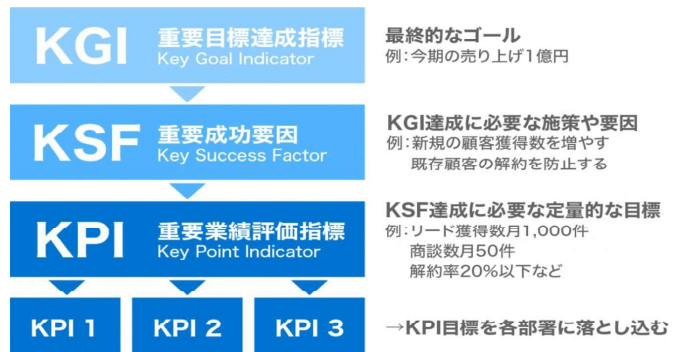 KGI 重要目標達成指標
Key Goal Indicator
最終的なゴール
例:今期の売り上げ1億円
KSF 重要成功要因
Key Success Factor
KGI達成に必要な施策や要因
例:新規の顧客獲得数を増やす
既存顧客の解約を防止する
KPI 重要業績評価指標
Key Point Indicator
KSF達成に必要な定量的な目標
例:リード獲得数月1,000件
商談数月50件
解約率20%以下など
KPI 1 KPI 2 KPI 3
→KPI目標を各部署に落とし込む